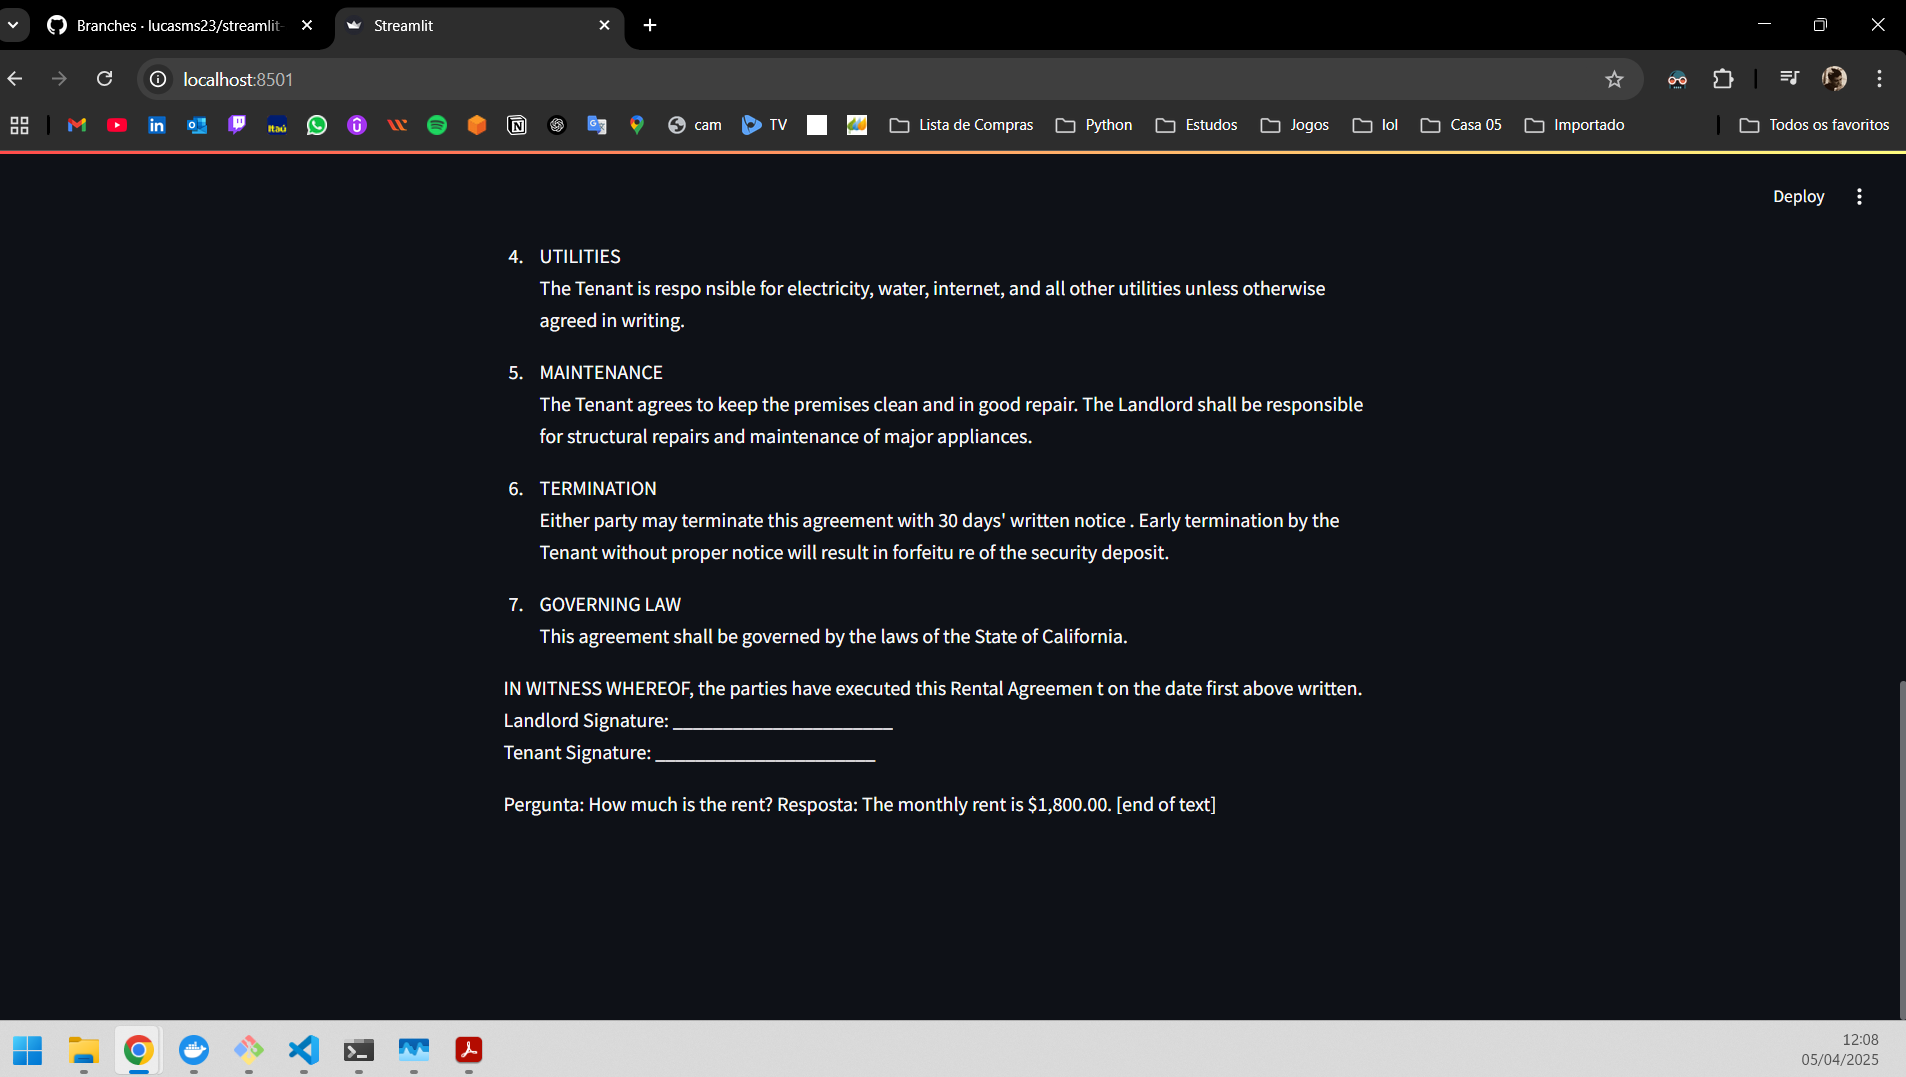 Branches · lucasms23/streamlit-
Streamlit
localhost:8501
Itaú
cam
TV
Lista de Compras
Python
Estudos
Jogos
lol
Casa 05
Importado
Todos os favoritos
Deploy
4. UTILITIES
The Tenant is respo nsible for electricity, water, internet, and all other utilities unless otherwise
agreed in writing.
5. MAINTENANCE
The Tenant agrees to keep the premises clean and in good repair. The Landlord shall be responsible
for structural repairs and maintenance of major appliances.
6. TERMINATION
Either party may terminate this agreement with 30 days' written notice . Early termination by the
Tenant without proper notice will result in forfeitu re of the security deposit.
7. GOVERNING LAW
This agreement shall be governed by the laws of the State of California.
IN WITNESS WHEREOF, the parties have executed this Rental Agreemen t on the date first above written.
Landlord Signature: ______________________
Tenant Signature: ______________________
Pergunta: How much is the rent? Resposta: The monthly rent is $1,800.00. [end of text]
12:08
05/04/2025